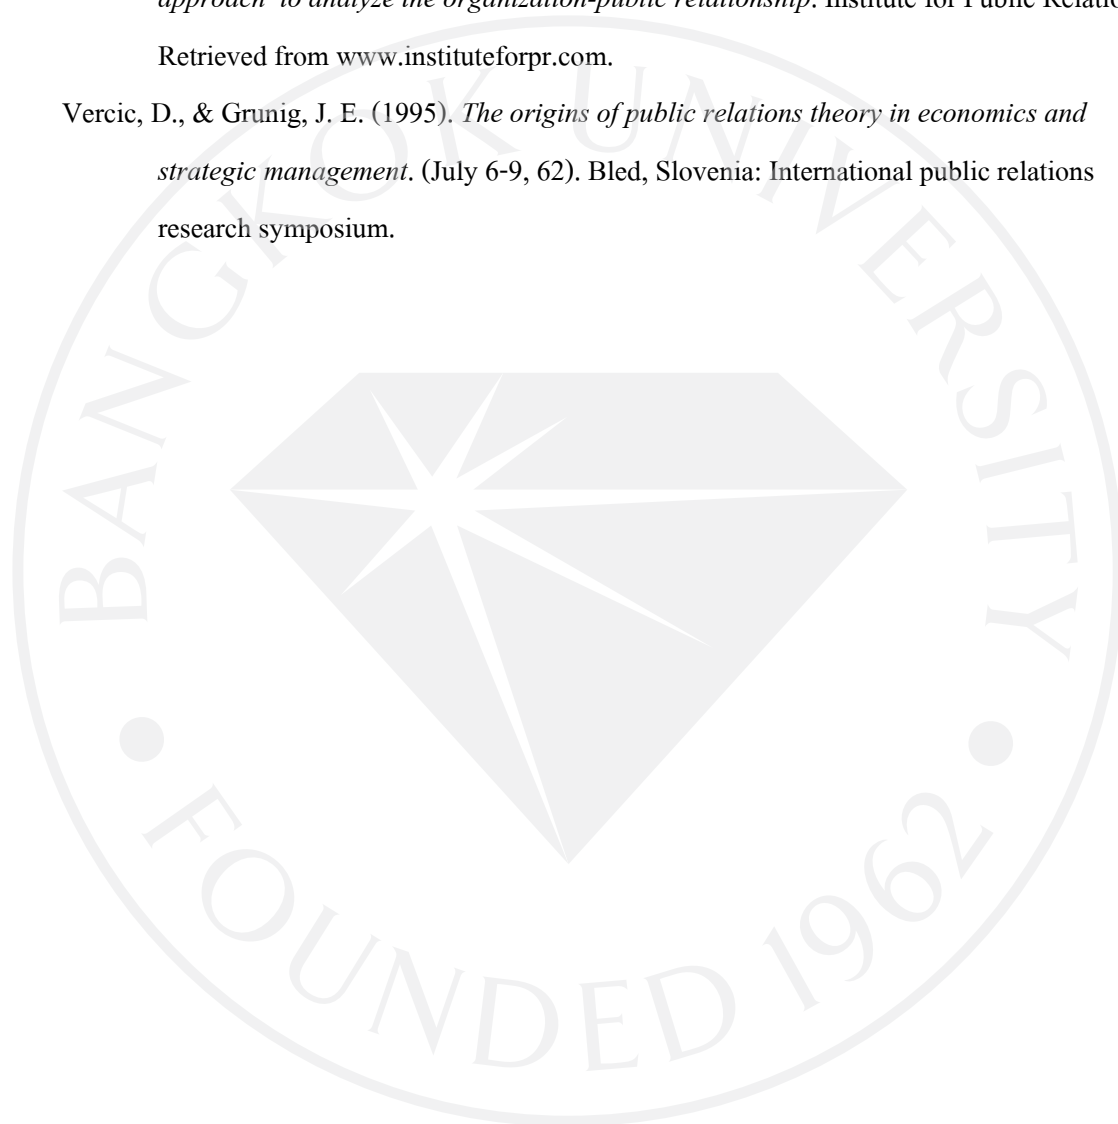 approach to analyze the organization-public relationship. Institute for Public
Retrieved from www.instituteforpr.com.
Vercic, D., & Grunig, J. E. (1995). The origins of public relations theory in economics and
strategic management. (July 6-9, 62). Bled, Slovenia: International public relations
research symposium.
BANGKOK UNIVERSITY
FOUNDED 1962